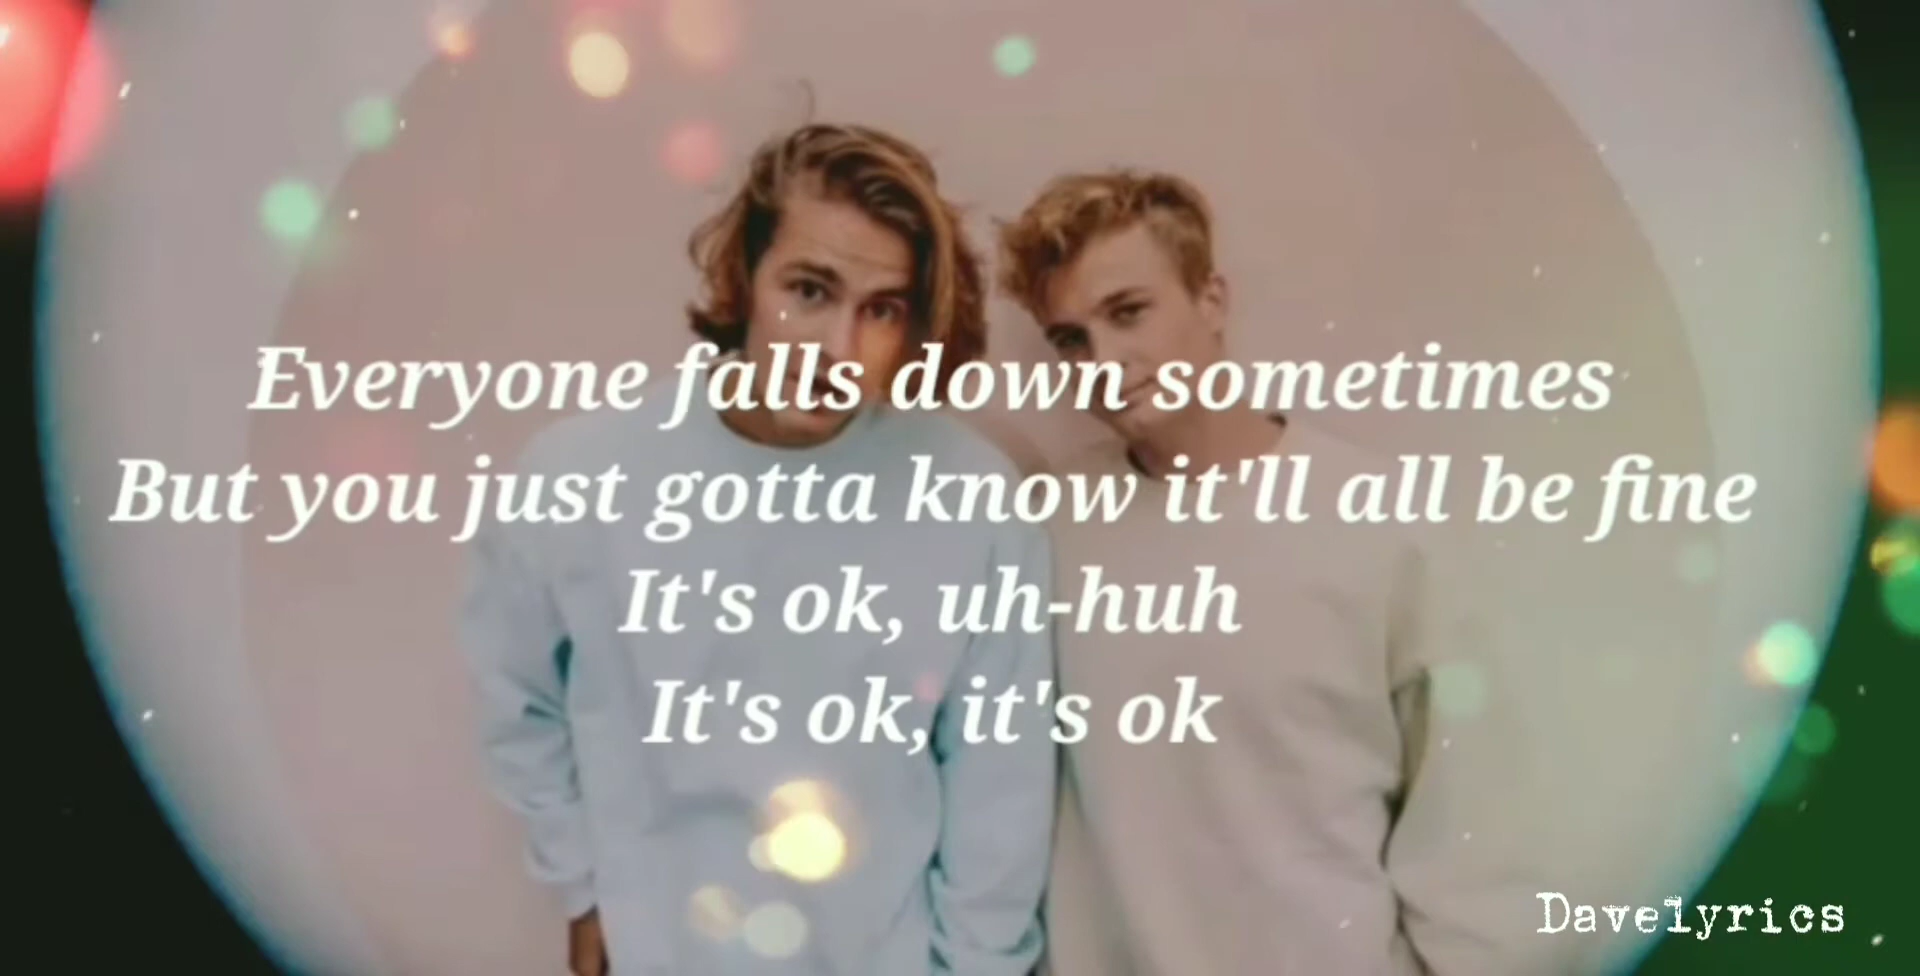 Everyone falls down sometimes
But you just gotta know it'll all be fine
It's ok, uh-huh
It's ok, it's ok
Davelyrics